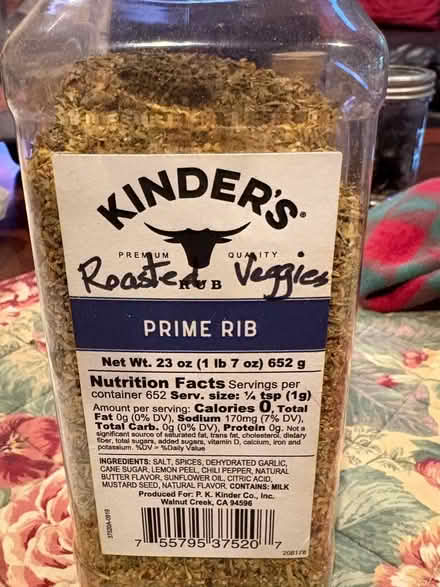 KINDER'S®
PREMIUM QUALITY
Roasted Veggies
RUB
PRIME RIB
Net Wt. 23 oz (1 lb 7 oz) 652 g
Nutrition Facts Servings per
container 652 Serv. size: ¼ tsp (1g)
Amount per serving: Calories 0, Total
Fat 0g (0% DV), Sodium 170mg (7% DV),
Total Carb. 0g (0% DV), Protein 0g. Not a
significant source of saturated fat, trans fat, cholesterol, dietary
fiber, total sugars, added sugars, vitamin D, calcium, iron and
potassium. %DV = %Daily Value
INGREDIENTS: SALT, SPICES, DEHYDRATED GARLIC,
CANE SUGAR, LEMON PEEL, CHILI PEPPER, NATURAL
BUTTER FLAVOR, SUNFLOWER OIL, CITRIC ACID,
MUSTARD SEED, NATURAL FLAVOR. CONTAINS: MILK
Produced For: P. K. Kinder Co., Inc.
Walnut Creek, CA 94596
7 55795 37520 7